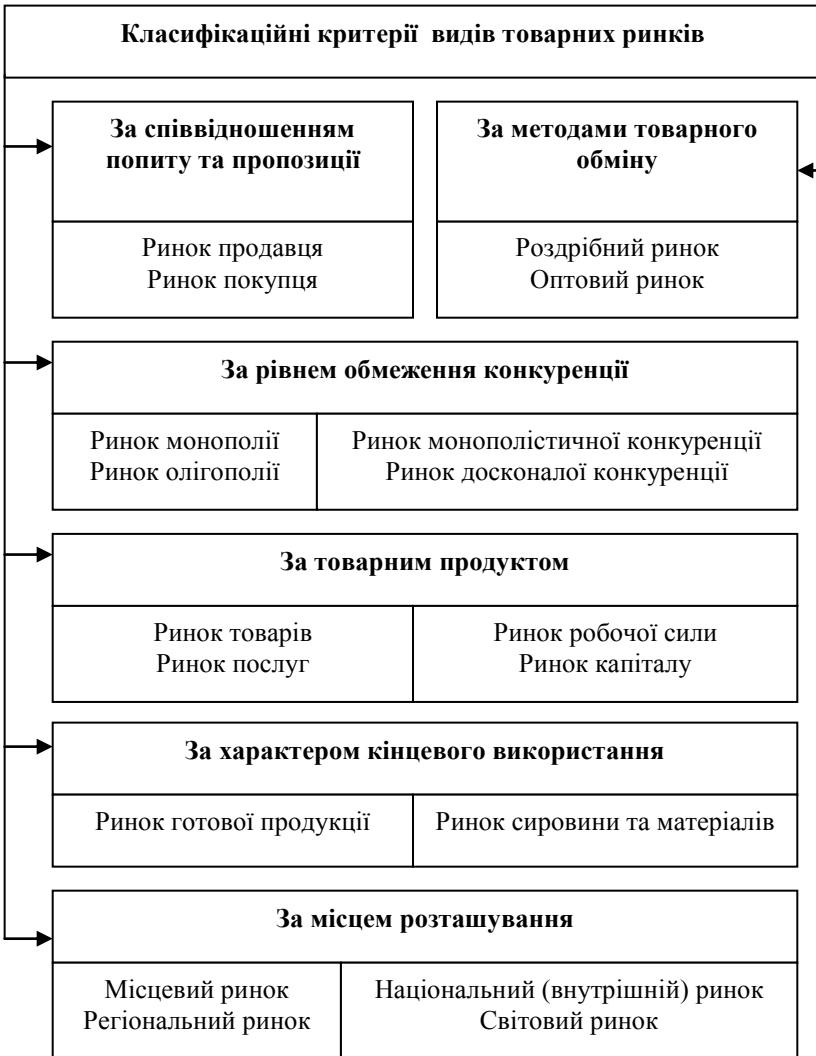 Класифікаційні критерії видів товарних ринків
За співвідношенням
попиту та пропозиції
Ринок продавця
Ринок покупця
За методами товарного
обміну
Роздрібний ринок
Оптовий ринок
За рівнем обмеження конкуренції
Ринок монополії
Ринок олігополії
Ринок монополістичної конкуренції
Ринок досконалої конкуренції
За товарним продуктом
Ринок товарів
Ринок послуг
Ринок робочої сили
Ринок капіталу
За характером кінцевого використання
Ринок готової продукції
Ринок сировини та матеріалів
За місцем розташування
Місцевий ринок
Регіональний ринок
Національний (внутрішній) ринок
Світовий ринок